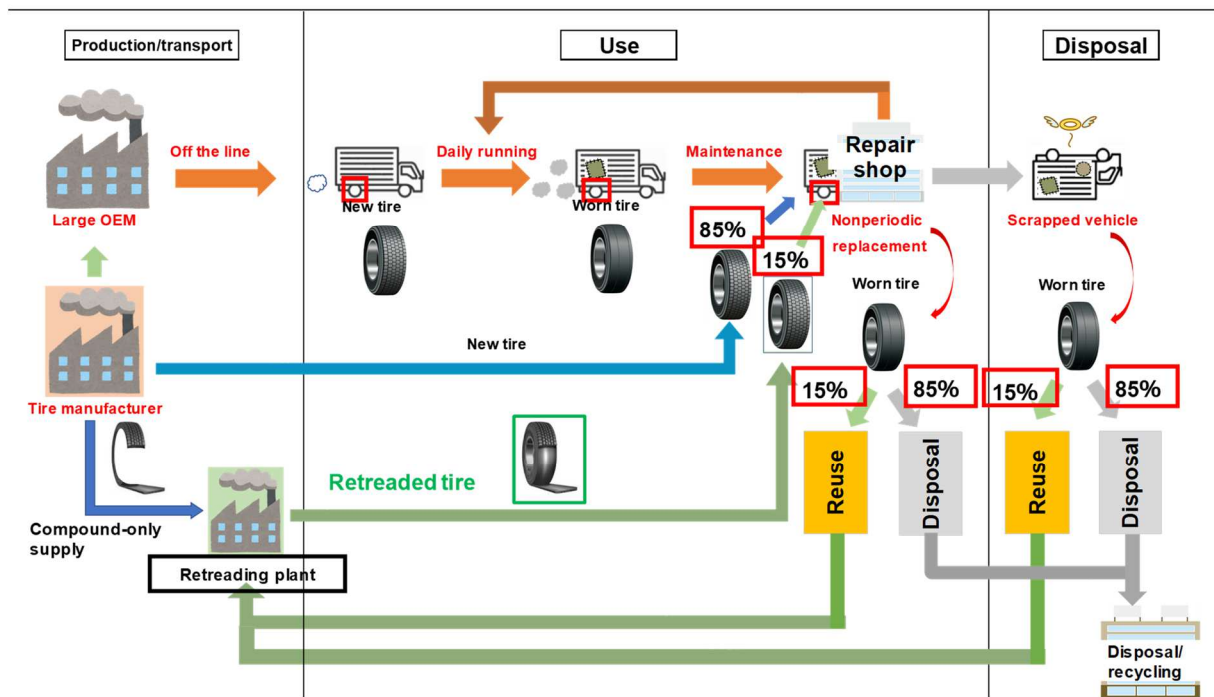 Production/transport
Use
Disposal
Off the line
Daily running
Maintenance
Repair
shop
Large OEM
New tire
Worn tire
85%
15%
Nonperiodic
replacement
Scrapped vehicle
Worn tire
Worn tire
New tire
Tire manufacturer
15%
85%
15%
85%
Retreaded tire
Reuse
Disposal
Reuse
Disposal
Compound-only
supply
Retreading plant
Disposal/
recycling